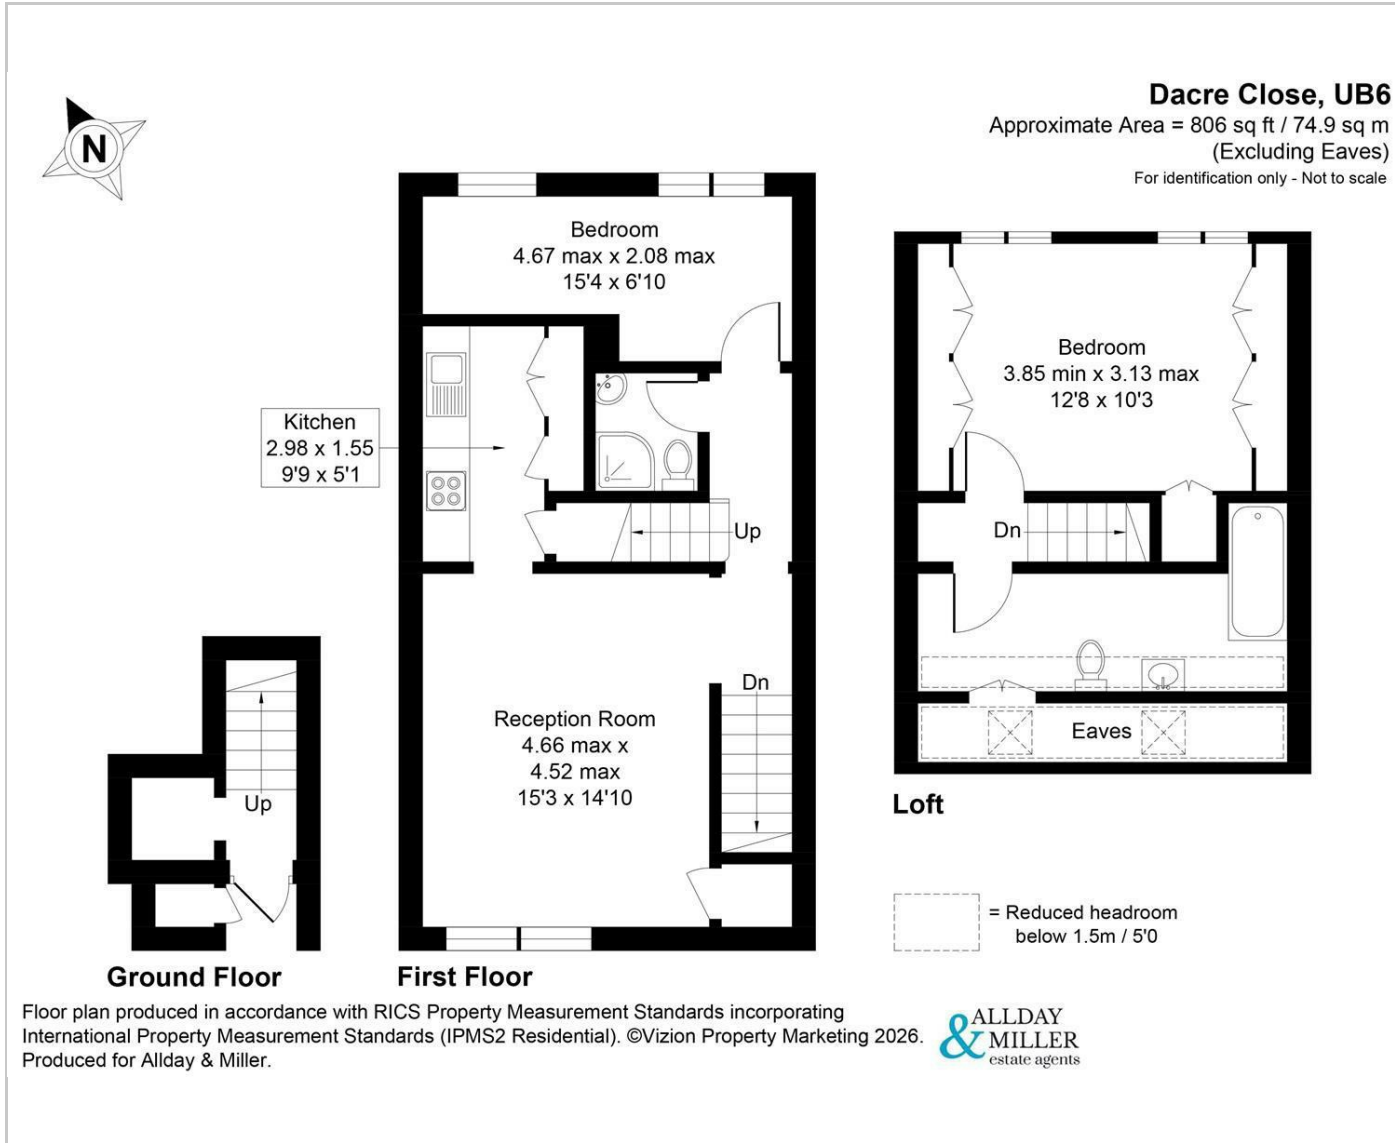 N
Dacre Close, UB6
Approximate Area = 806 sq ft / 74.9 sq m
(Excluding Eaves)
For identification only - Not to scale
Bedroom
4.67 max x 2.08 max
15'4 x 6'10
Kitchen
2.98 x 1.55
9'9 x 5'1
Up
Dn
Reception Room
4.66 max x
4.52 max
15'3 x 14'10
First Floor
Up
Ground Floor
Bedroom
3.85 min x 3.13 max
12'8 x 10'3
Dn
Eaves
Loft
= Reduced headroom
below 1.5m / 5'0
Floor plan produced in accordance with RICS Property Measurement Standards incorporating
International Property Measurement Standards (IPMS2 Residential). ©Vizion Property Marketing 2026.
Produced for Allday & Miller.
ALLDAY
& MILLER
estate agents